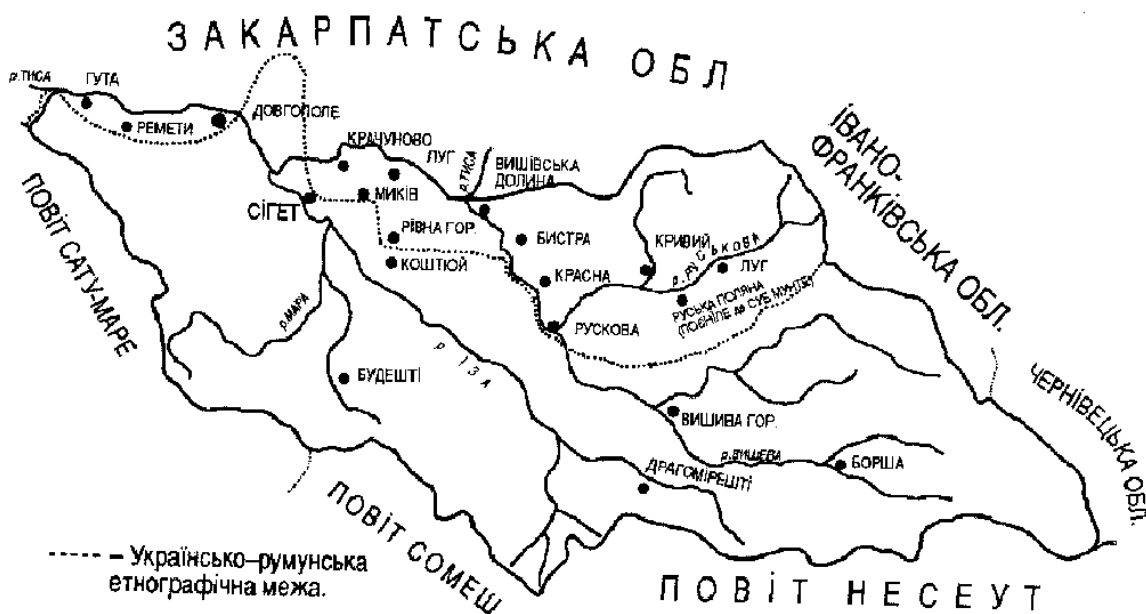 ЗАКАРПАТСЬКА ОБЛ
р.ТИСА
ГУТА
РЕМЕТИ
ДОВГОПОЛЕ
КРАЧУНОВО
ЛУГ
р.ТИСА
ВИШІВСЬКА
ДОЛИНА
ІВАНО-
ФРАНКІВСЬКА ОБЛ.
СІГЕТ
МИКІВ
РІВНА ГОР.
КОШТЮЙ
БИСТРА
КРАСНА
КРИВИЙ
р.РУСЬКОВА
ЛУГ
РУСЬКА ПОЛЯНА
РУСКОВА
ПОВІТ САТУ-МАРЕ
р.МАРА
р ІЗА
БУДЕШТІ
ВИШИВА ГОР.
р.ВИШЕВА
БОРША
ДРАГОМІРЕШТІ
ЧЕРНІВЕЦЬКА ОБЛ.
ПОВІТ СОМЕШ
ПОВІТ НЕСЕУТ
– Українсько–румунська
етнографічна межа.